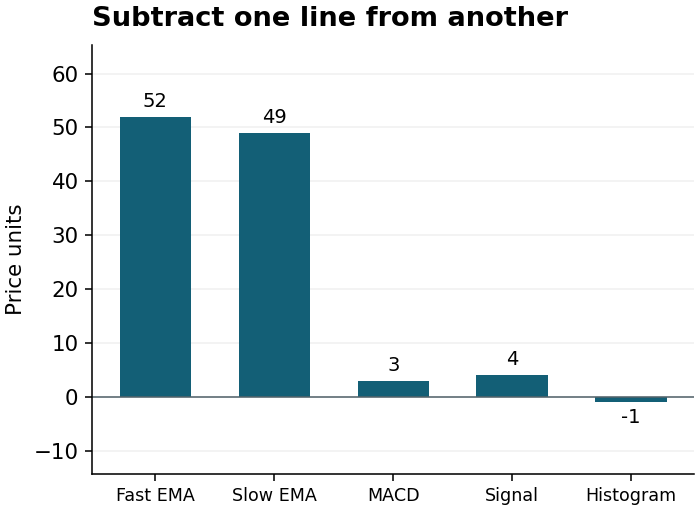 Subtract one line from another
Price units
60
50
40
30
20
10
0
−10
52
49
3
4
-1
Fast EMA
Slow EMA
MACD
Signal
Histogram